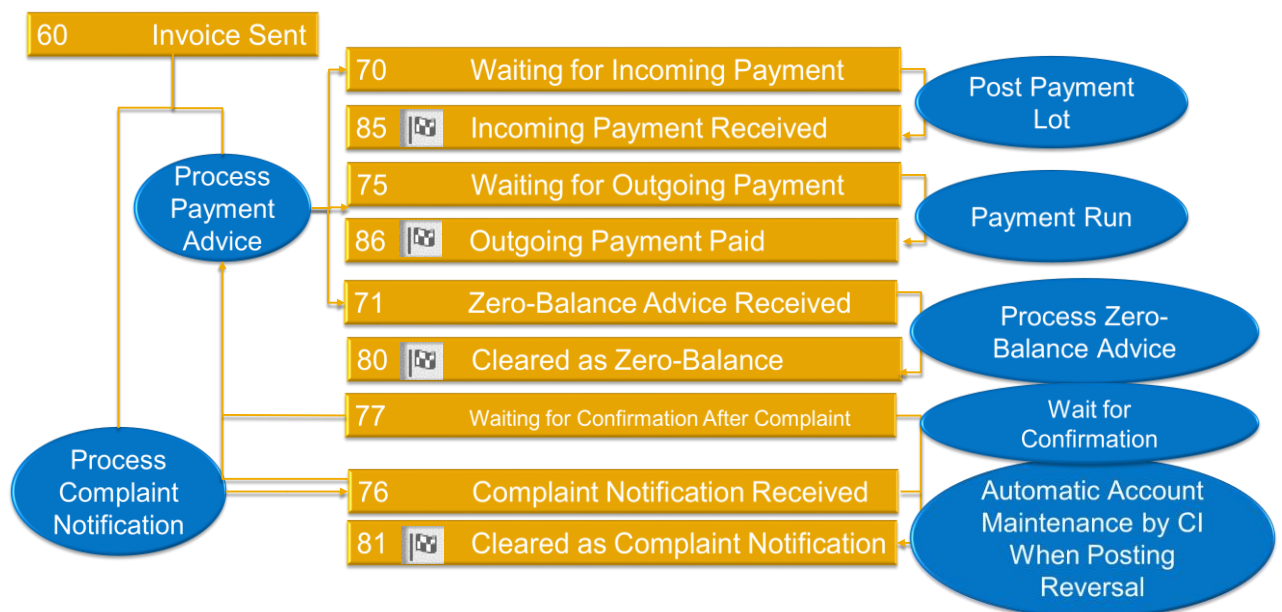 60 Invoice Sent
70 Waiting for Incoming Payment
85 Incoming Payment Received
Post Payment
Lot
Process
Payment
Advice
75 Waiting for Outgoing Payment
86 Outgoing Payment Paid
Payment Run
71 Zero-Balance Advice Received
80 Cleared as Zero-Balance
Process Zero-
Balance Advice
77 Waiting for Confirmation After Complaint
Wait for
Confirmation
Process
Complaint
Notification
76 Complaint Notification Received
81 Cleared as Complaint Notification
Automatic Account
Maintenance by CI
When Posting
Reversal